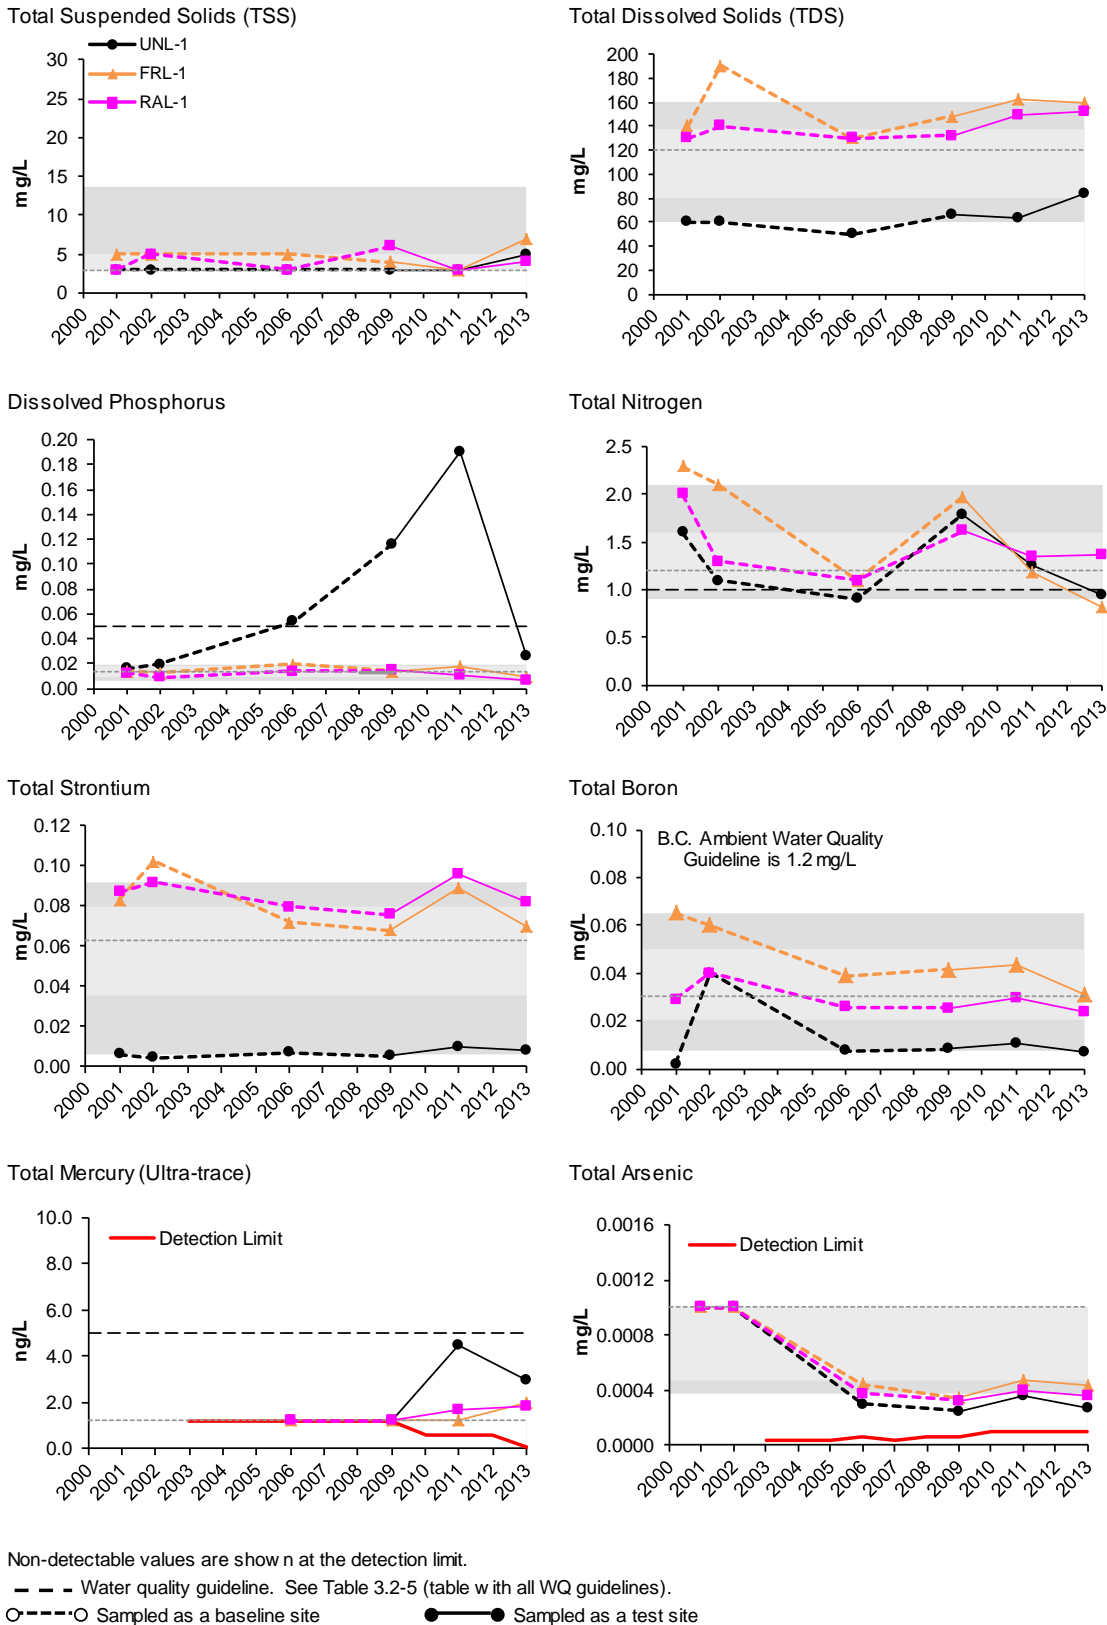 Total Suspended Solids (TSS)
30
25
20
15
10
5
0
mg/L
UNL-1
FRL-1
RAL-1
2000 2001 2002 2003 2004 2005 2006 2007 2008 2009 2010 2011 2012 2013
Total Dissolved Solids (TDS)
200
180
160
140
120
100
80
60
40
20
0
mg/L
2000 2001 2002 2003 2004 2005 2006 2007 2008 2009 2010 2011 2012 2013
Dissolved Phosphorus
0.20
0.18
0.16
0.14
0.12
0.10
0.08
0.06
0.04
0.02
0.00
mg/L
2000 2001 2002 2003 2004 2005 2006 2007 2008 2009 2010 2011 2012 2013
Total Nitrogen
2.5
2.0
1.5
1.0
0.5
0.0
mg/L
2000 2001 2002 2003 2004 2005 2006 2007 2008 2009 2010 2011 2012 2013
Total Strontium
0.12
0.10
0.08
0.06
0.04
0.02
0.00
mg/L
2000 2001 2002 2003 2004 2005 2006 2007 2008 2009 2010 2011 2012 2013
Total Boron
0.10
0.08
0.06
0.04
0.02
0.00
mg/L
B.C. Ambient Water Quality
Guideline is 1.2 mg/L
2000 2001 2002 2003 2004 2005 2006 2007 2008 2009 2010 2011 2012 2013
Total Mercury (Ultra-trace)
10.0
8.0
6.0
4.0
2.0
0.0
ng/L
Detection Limit
2000 2001 2002 2003 2004 2005 2006 2007 2008 2009 2010 2011 2012 2013
Total Arsenic
0.0016
0.0012
0.0008
0.0004
0.0000
mg/L
Detection Limit
2000 2001 2002 2003 2004 2005 2006 2007 2008 2009 2010 2011 2012 2013
Non-detectable values are shown at the detection limit.
Water quality guideline. See Table 3.2-5 (table with all WQ guidelines).
Sampled as a baseline site
Sampled as a test site